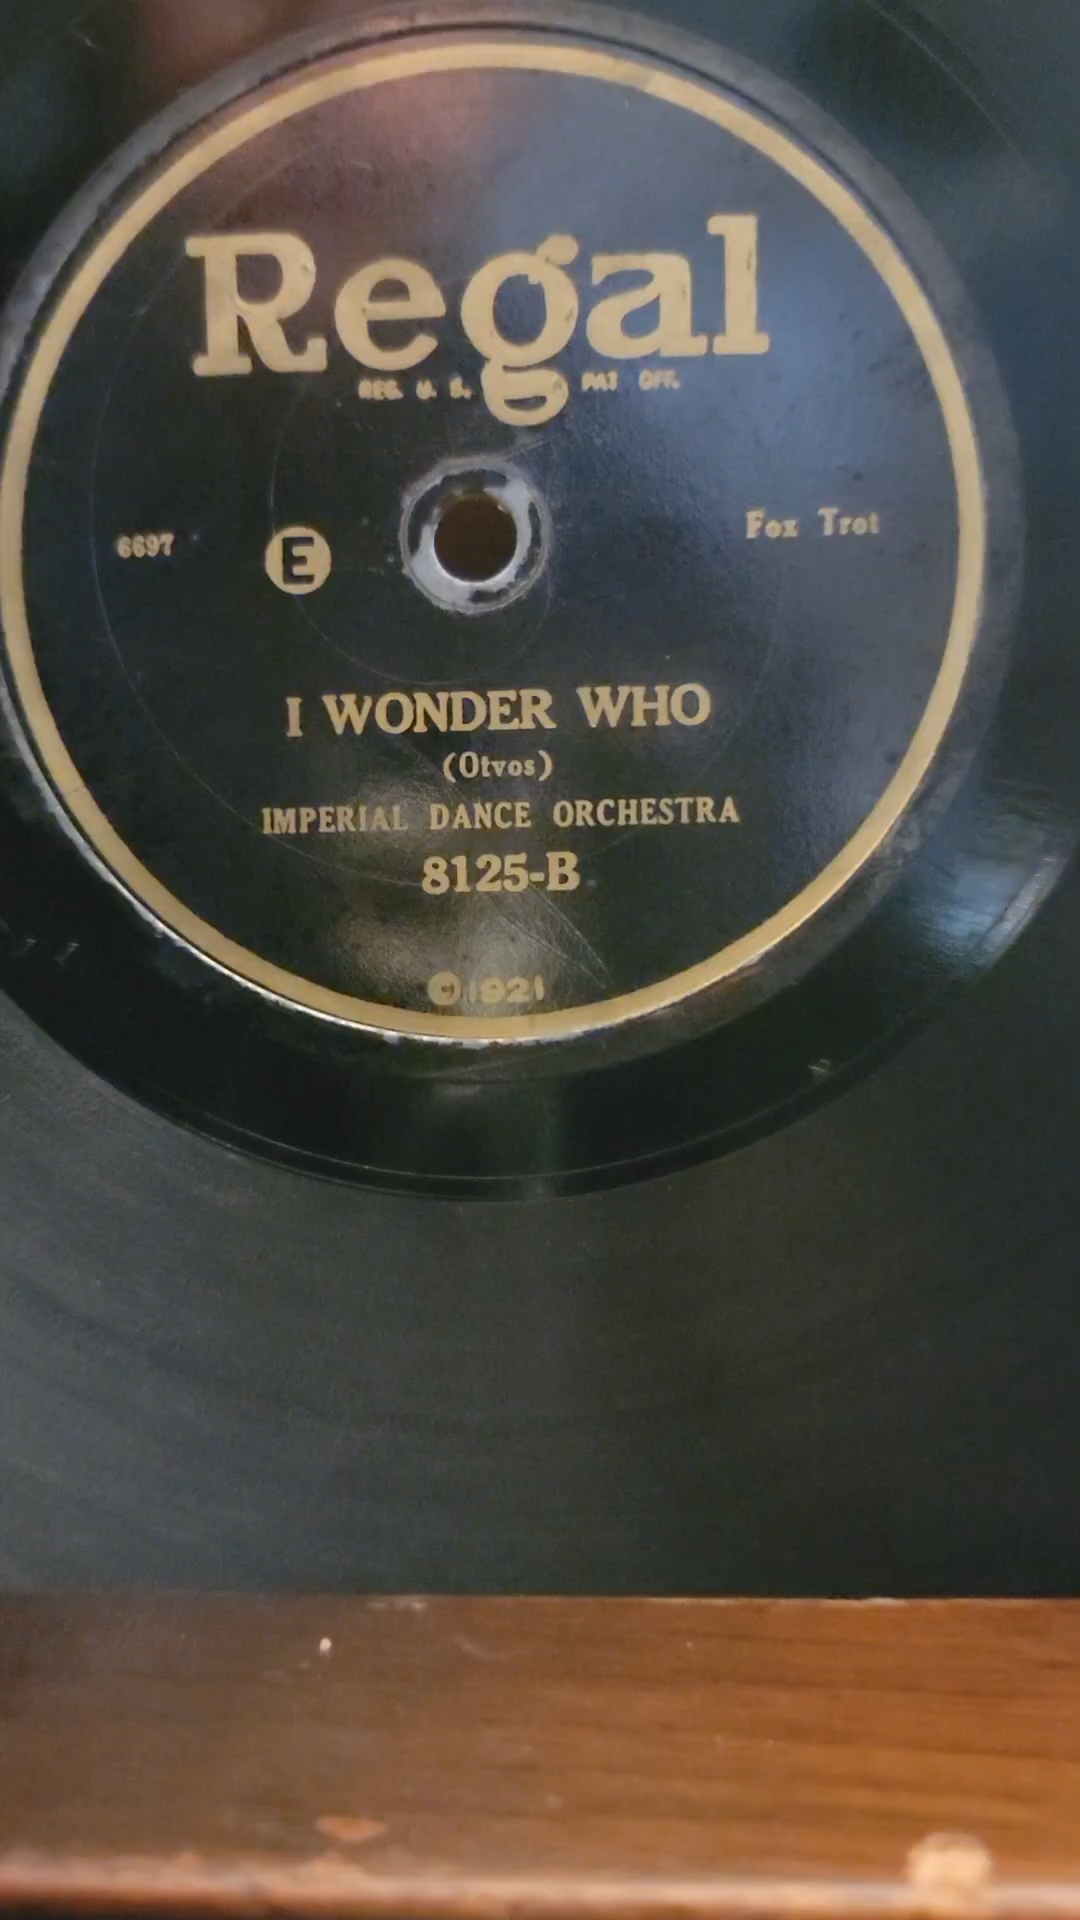 Regal
REG. U. S. PAT OFF.
6697 E Fox Trot
I WONDER WHO
(Otvos)
IMPERIAL DANCE ORCHESTRA
8125-B
©1921